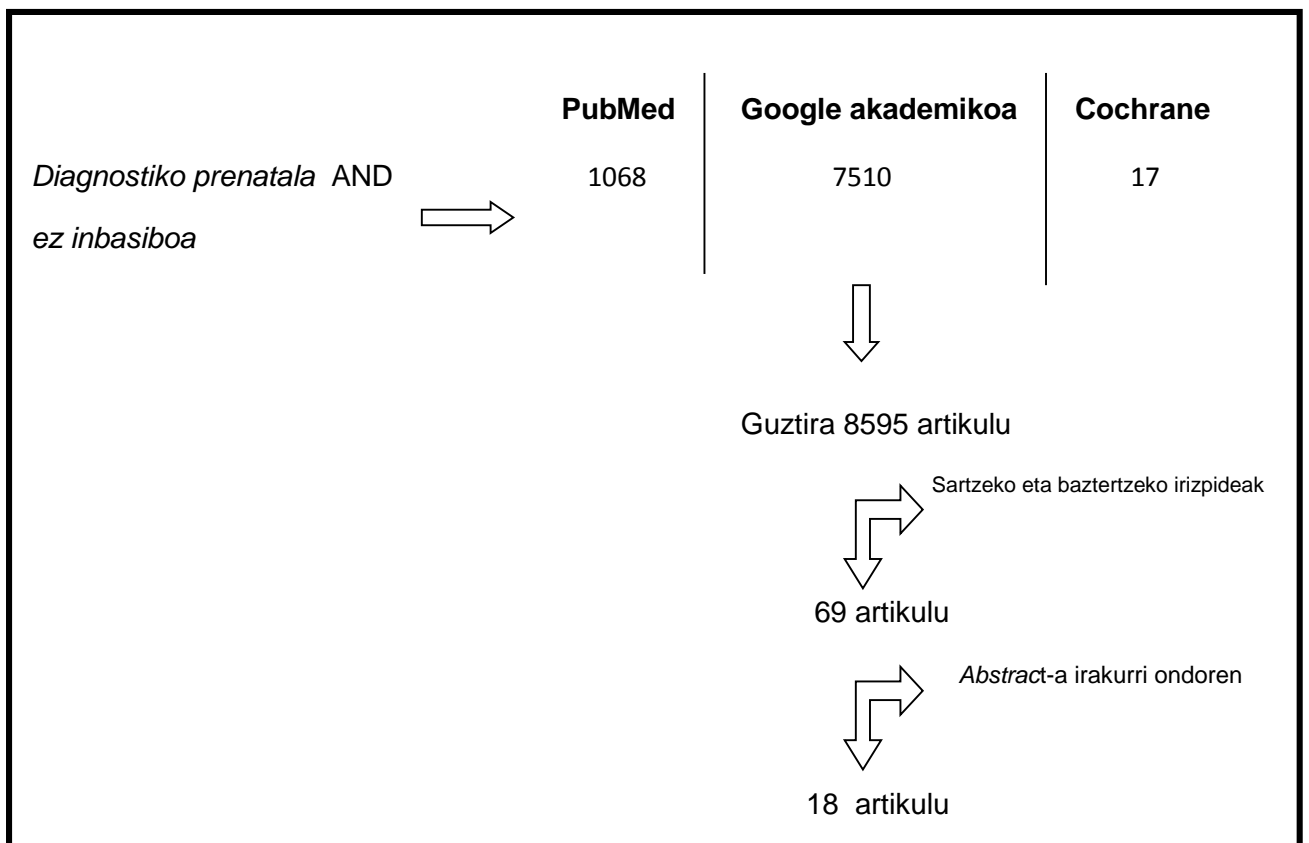 PubMed Google akademikoa Cochrane
Diagnostiko prenatala AND 1068 7510 17
ez inbasiboa
Guztira 8595 artikulu
Sartzeko eta baztertzeko irizpideak
69 artikulu
Abstract-a irakurri ondoren
18 artikulu